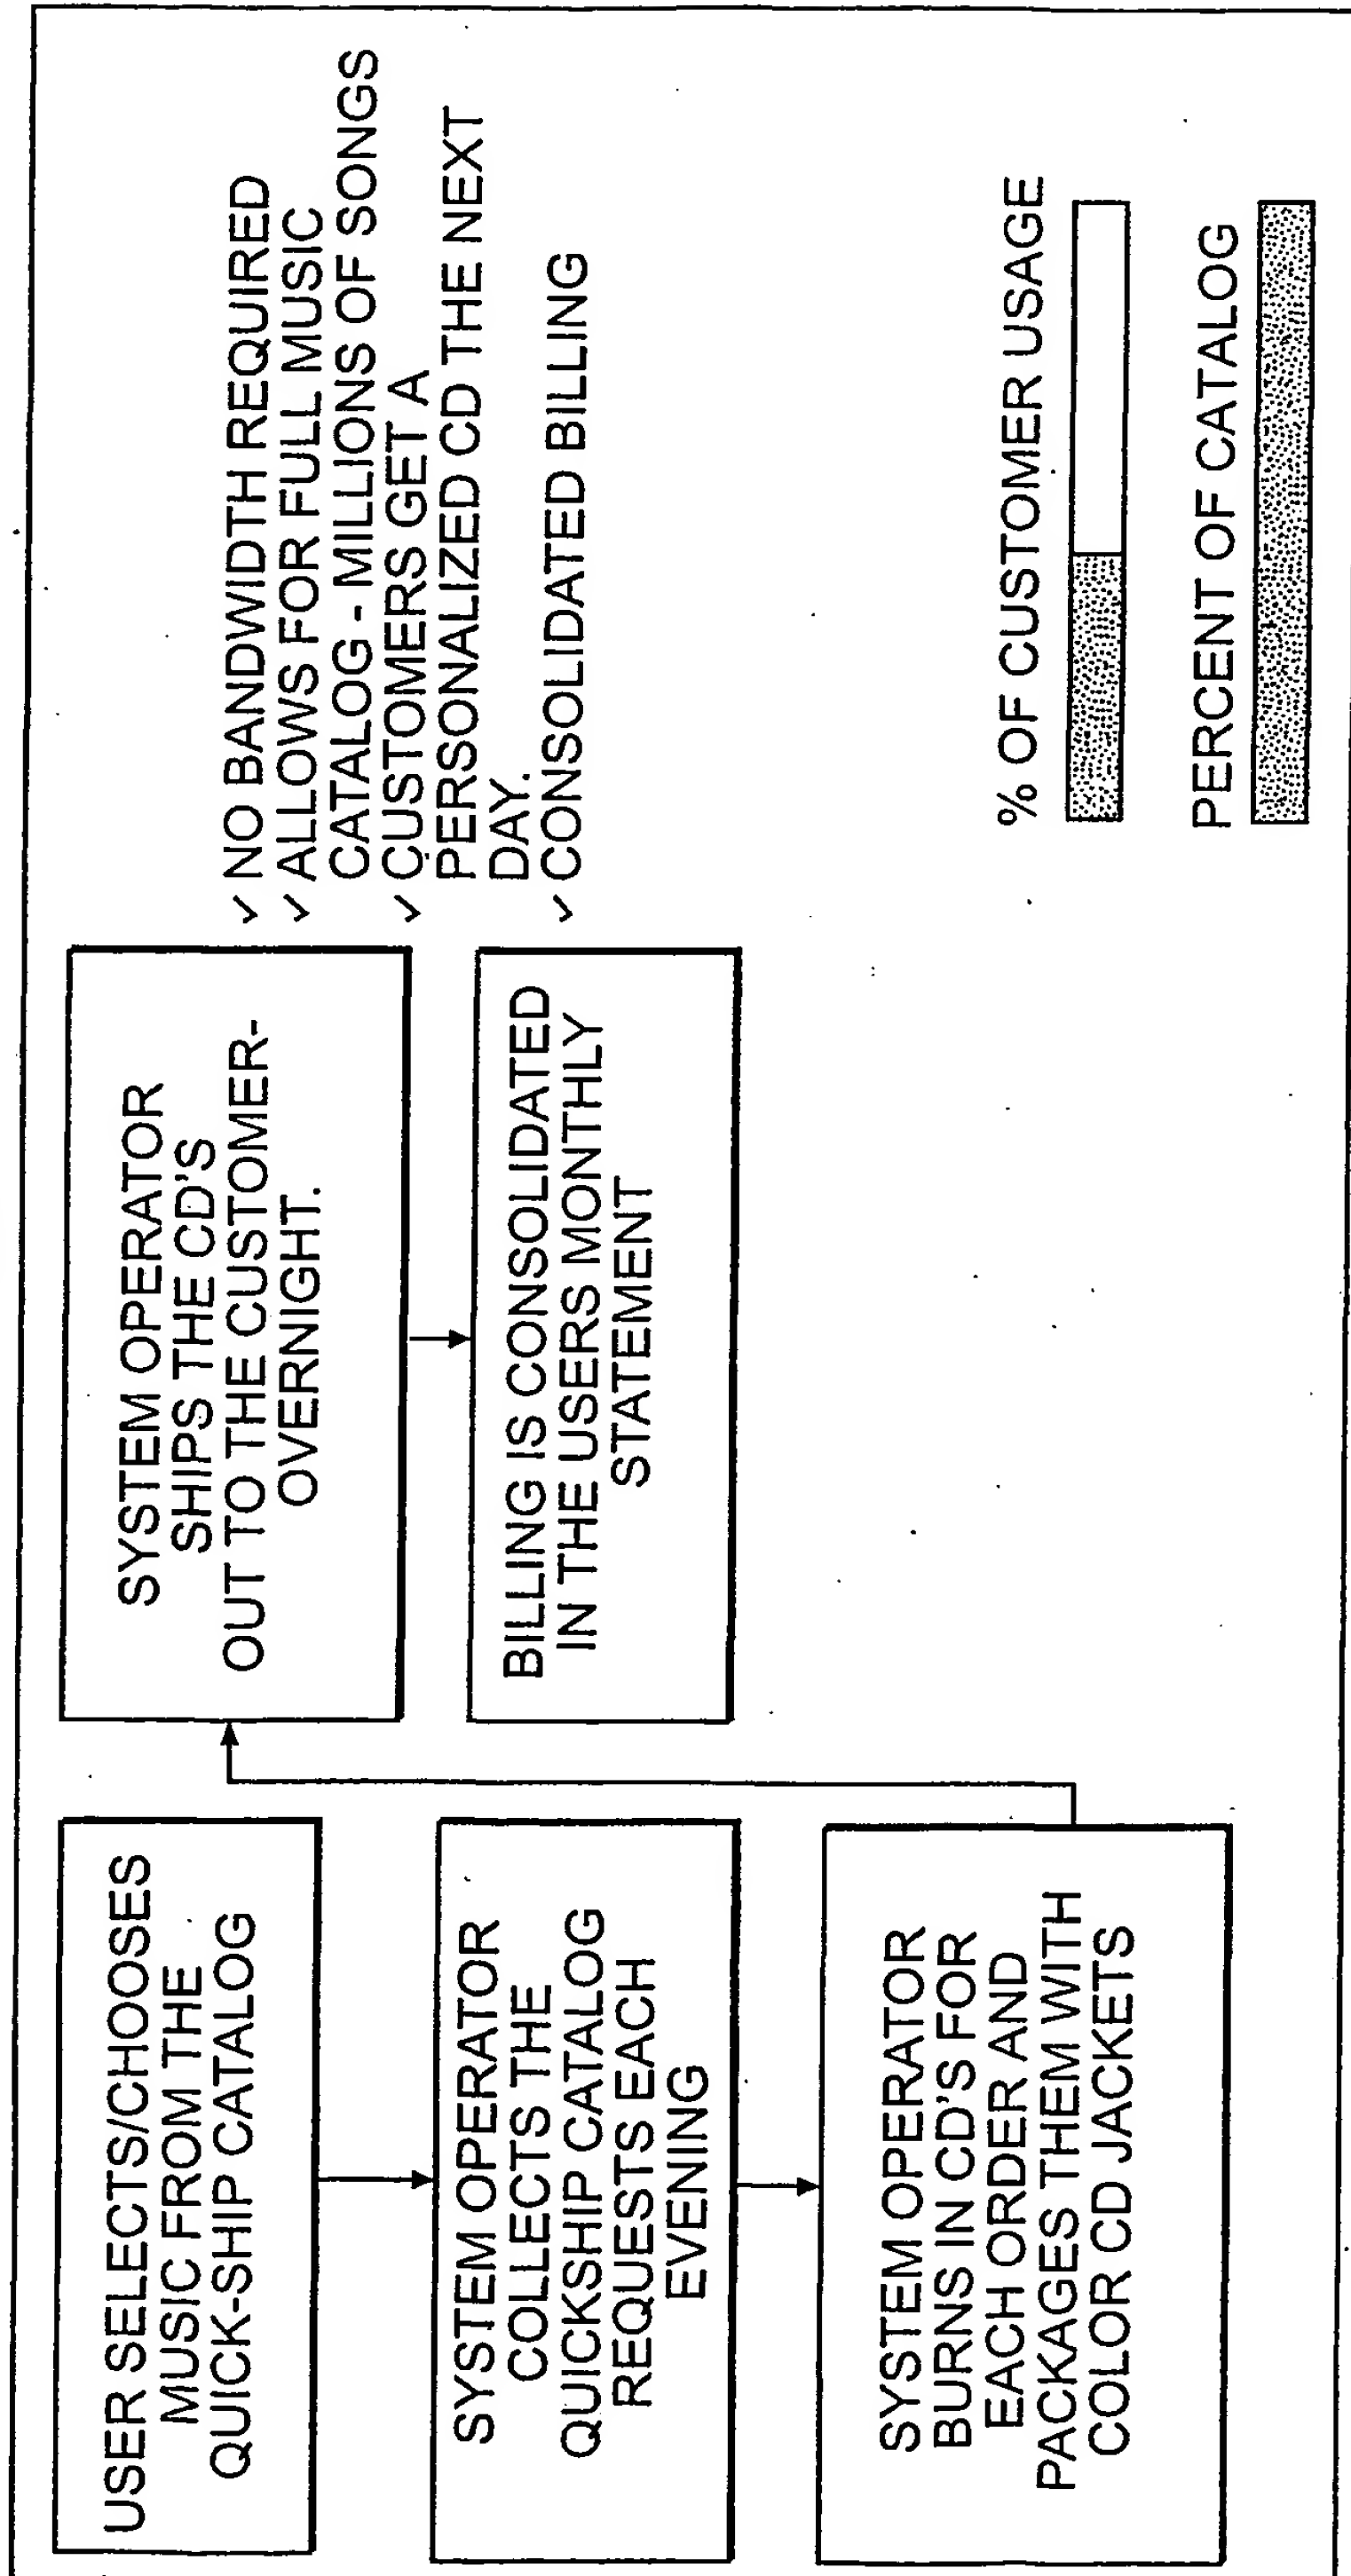 USER SELECTS/CHOOSES
MUSIC FROM THE
QUICK-SHIP CATALOG
SYSTEM OPERATOR
COLLECTS THE
QUICKSHIP CATALOG
REQUESTS EACH
EVENING
SYSTEM OPERATOR
BURNS IN CD'S FOR
EACH ORDER AND
PACKAGES THEM WITH
COLOR CD JACKETS
SYSTEM OPERATOR
SHIPS THE CD'S
OUT TO THE CUSTOMER-
OVERNIGHT.
BILLING IS CONSOLIDATED
IN THE USERS MONTHLY
STATEMENT
✓ NO BANDWIDTH REQUIRED
✓ ALLOWS FOR FULL MUSIC
CATALOG - MILLIONS OF SONGS
✓ CUSTOMERS GET A
PERSONALIZED CD THE NEXT
DAY.
✓ CONSOLIDATED BILLING
% OF CUSTOMER USAGE
PERCENT OF CATALOG